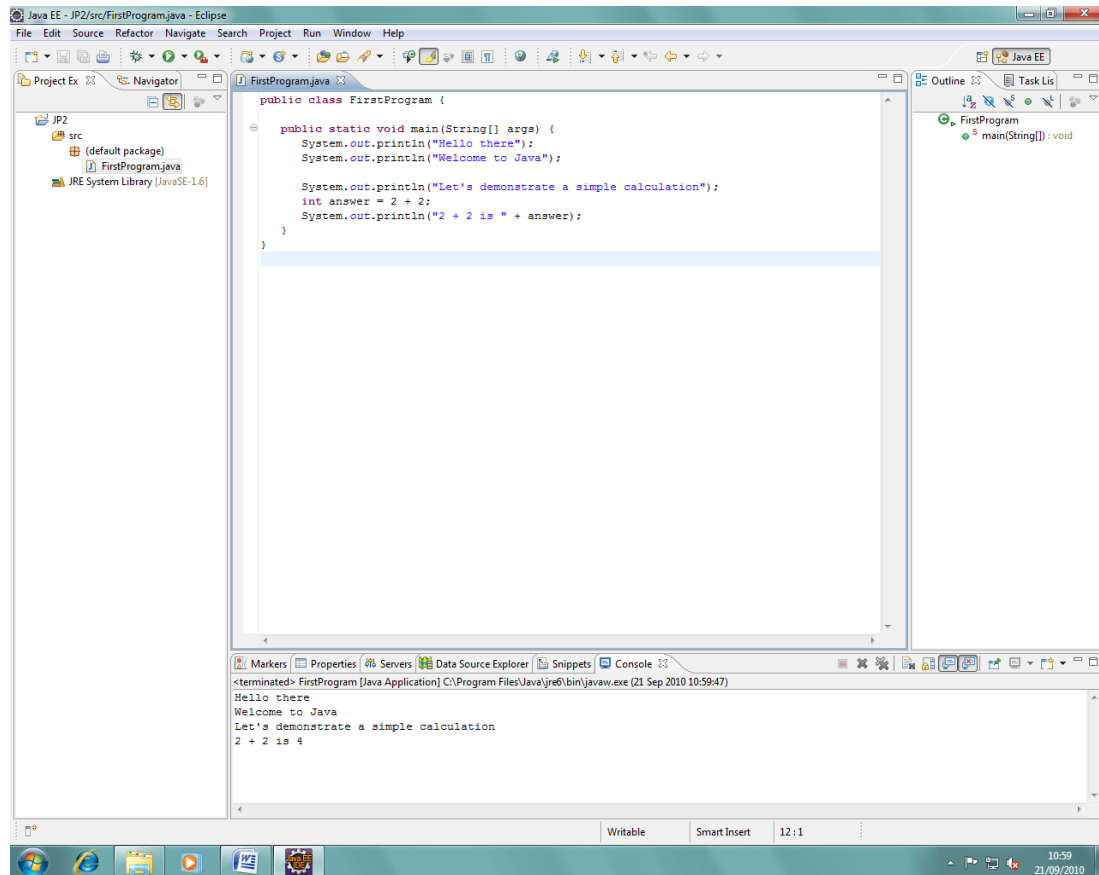 Java EE - JP2/src/FirstProgram.java - Eclipse
File Edit Source Refactor Navigate Search Project Run Window Help
Java EE
Project Ex Navigator
JP2
src
(default package)
FirstProgram.java
JRE System Library [JavaSE-1.6]
FirstProgram.java
public class FirstProgram {
public static void main(String[] args) {
System.out.println("Hello there");
System.out.println("Welcome to Java");
System.out.println("Let's demonstrate a simple calculation");
int answer = 2 + 2;
System.out.println("2 + 2 is " + answer);
}
}
Outline Task Lis
FirstProgram
main(String[]) : void
Markers Properties Servers Data Source Explorer Snippets Console
<terminated> FirstProgram [Java Application] C:\Program Files\Java\jre6\bin\javaw.exe (21 Sep 2010 10:59:47)
Hello there
Welcome to Java
Let's demonstrate a simple calculation
2 + 2 is 4
Writable Smart Insert 12 : 1
Java EE
IDE
10:59
21/09/2010